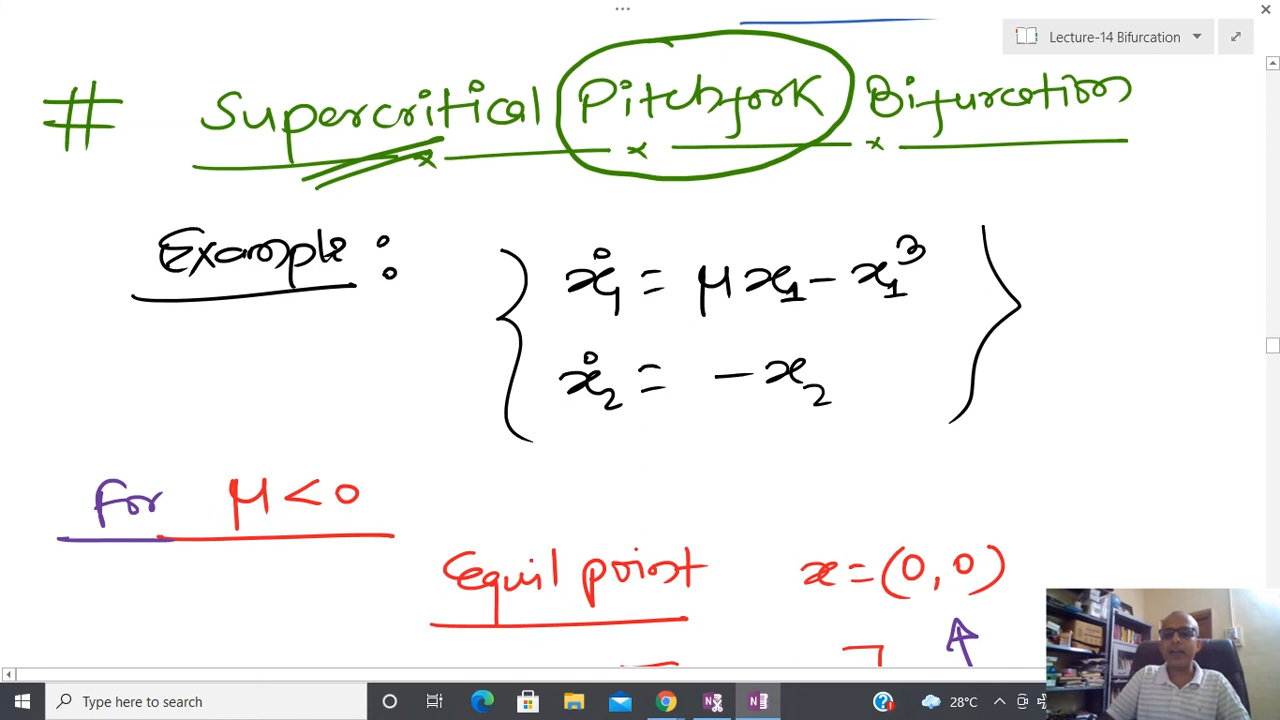 Lecture-14 Bifurcation
# Supercritical Pitchfork Bifurcation
Example :
ẋ₁ = μx₁ - x₁³
ẋ₂ = -x₂
For μ < 0
Equil point x = (0, 0)
Type here to search
28°C